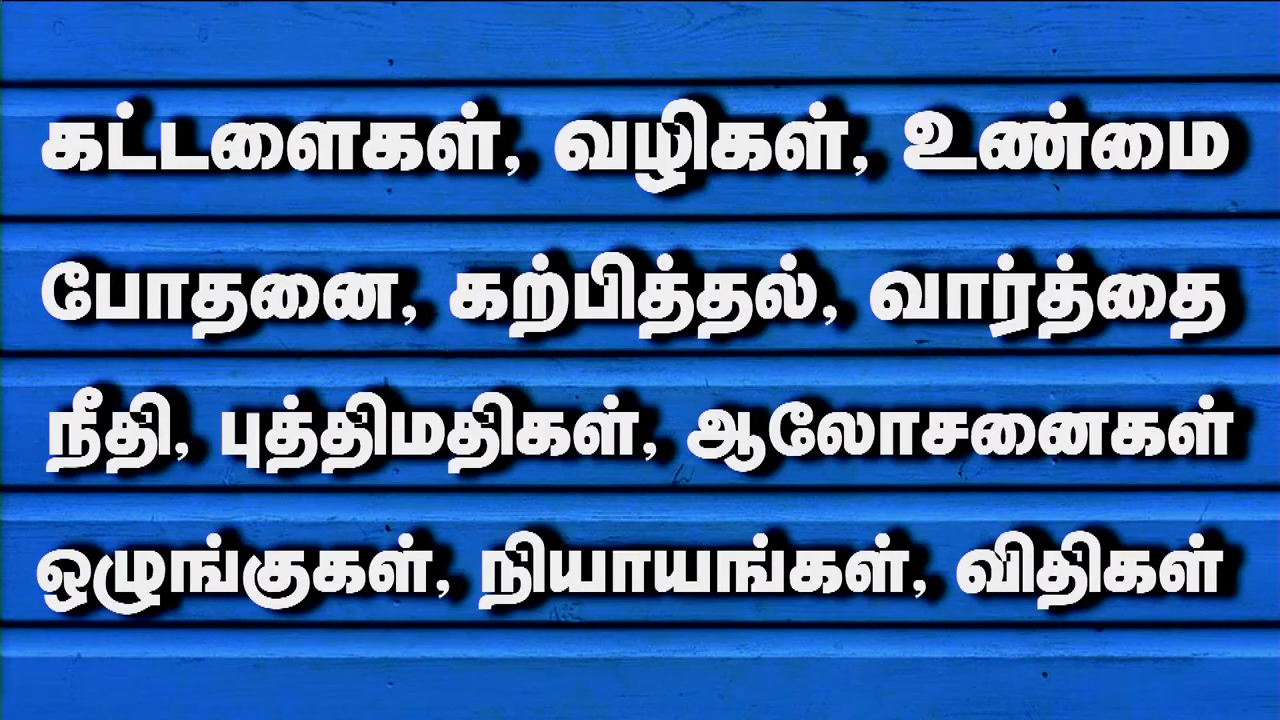 கட்டளைகள், வழிகள், உண்மை
போதனை, கற்பித்தல், வார்த்தை
நீதி, புத்திமதிகள், ஆலோசனைகள்
ஒழுங்குகள், நியாயங்கள், விதிகள்